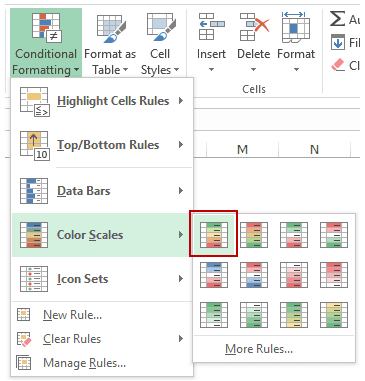 Conditional Formatting
Format as Table
Cell Styles
Insert
Delete
Format
Cells
Au
Fil
Cl
M
N
≠
≤
>
Highlight Cells Rules
10
Top/Bottom Rules
Data Bars
Color Scales
Icon Sets
New Rule...
Clear Rules
Manage Rules...
More Rules...